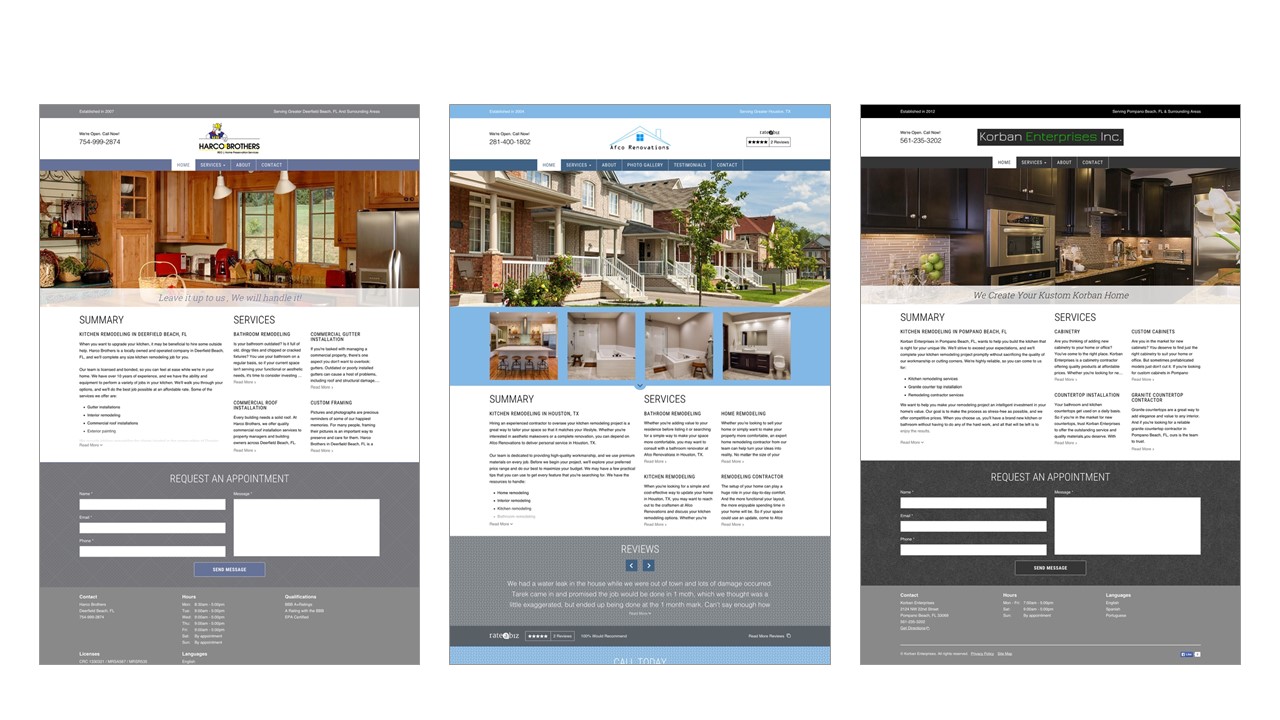 Established in 2007
Serving Greater Deerfield Beach, FL And Surrounding Areas
We're Open. Call Now!
754-999-2874
HARCO BROTHERS
HOME SERVICES ABOUT CONTACT
Leave it up to us , We will handle it!
SUMMARY
KITCHEN REMODELING IN DEERFIELD BEACH, FL
When you want to upgrade your kitchen, it may be beneficial to hire some outside
help. Harco Brothers is a locally owned and operated company in Deerfield Beach,
FL, and we'll complete any size kitchen remodeling job for you.
Our team is licensed and bonded, so you can feel at ease while we're in your
home. We have over 16 years of experience, and we have the ability and
equipment to perform a variety of jobs in your kitchen. We'll walk you through your
options, and we'll do the best job possible at an affordable rate. Some of the
services we offer are:
Gutter installations
Interior remodeling
Commercial roof installations
Exterior painting
Read More
SERVICES
BATHROOM REMODELING
Is your bathroom outdated? Is it full of
old, dingy tiles and chipped or cracked
fixtures? You use your bathroom on a
regular basis, so if your current space
isn't serving your functional or aesthetic
needs, it's time to consider investing ...
Read More
COMMERCIAL GUTTER
INSTALLATION
If you're tasked with managing a
commercial property, there's one
aspect you don't want to overlook:
gutters. Outdated or poorly installed
gutters can cause a host of problems,
including roof and structural damage....
Read More
COMMERCIAL ROOF
INSTALLATION
Every building needs a solid roof. At
Harco Brothers, we offer quality
commercial roof installation services to
property managers and building
owners across Deerfield Beach, FL.
Read More
CUSTOM FRAMING
Pictures and photographs are precious
reminders of some of our happiest
memories. For many people, framing
their pictures is an important way to
preserve and care for them. Harco
Brothers in Deerfield Beach, FL is a...
Read More
REQUEST AN APPOINTMENT
Name *
Email *
Phone *
Message *
SEND MESSAGE
Contact
Harco Brothers
Deerfield Beach, FL
754-999-2874
Hours
Mon
Tue
Wed
Thu
Fri
Sat: By appointment
Sun: By appointment
Qualifications
BBB A+Ratings
A Rating with the BBB
EPA Certified
Licenses
Languages
English
Established in 2004
Serving Greater Houston, TX
We're Open. Call Now!
281-400-1802
Afco Renovations
ratebiz
2 Reviews
HOME SERVICES ABOUT PHOTO GALLERY TESTIMONIALS CONTACT
SUMMARY
KITCHEN REMODELING IN HOUSTON, TX
Hiring an experienced contractor to oversee your kitchen remodeling project is a
great way to tailor your space so that it matches your lifestyle. Whether you're
interested in aesthetic makeovers or a complete renovation, you can depend on
Afco Renovations to deliver personal service in Houston, TX.
Our team is dedicated to providing high-quality workmanship, and we use premium
materials on every job. Before we begin your project, we'll explore your preferred
price range and do our best to maximize your budget. We may have a few practical
tips that you can use to get every feature that you're searching for. We have the
resources to handle:
Home remodeling
Interior remodeling
Kitchen remodeling
Bathroom remodeling
Read More
SERVICES
BATHROOM REMODELING
Whether you're adding value to your
residence before listing it or searching
for a simple way to make your space
more comfortable, you may want to
consult with a bathroom remodeling
contractor at Afco Renovations in
Houston, TX.
Read More
HOME REMODELING
Whether you're looking to sell your
home or simply want to make your
property more comfortable, an expert
home remodeling contractor from our
team can help turn your ideas into
reality. No matter the size of your
Read More
KITCHEN REMODELING
When you're looking for a simple and
cost-effective way to update your home
in Houston, TX, you may want to reach
out to the craftsmen at Afco
Renovations and discuss your kitchen
remodeling options. Whether you're
Read More
REMODELING CONTRACTOR
The setup of your home can play a
huge role in your day-to-day comfort.
And the more functional your layout,
the more enjoyable spending time in
your home will be. So if your space
could use an update, come to Afco
Read More
REVIEWS
We had a water leak in the house while we were out of town and lots of damage occurred.
Tarek came in and promised the job would be done in 1 moth, which we thought was a
little exaggerated, but ended up being done at the 1 month mark. Can't say enough how
Read More
ratebiz
2 Reviews
100% Would Recommend
Read More Reviews
CALL TODAY
Established in 2012
Serving Pompano Beach, FL & Surrounding Areas
We're Open. Call Now!
561-235-3202
Korban Enterprises Inc.
HOME SERVICES ABOUT CONTACT
We Create Your Kustom Korban Home
SUMMARY
KITCHEN REMODELING IN POMPANO BEACH, FL
Korban Enterprises in Pompano Beach, FL, wants to help you build the kitchen that
is right for your unique life. We'll strive to exceed your expectations, and we'll
complete your kitchen remodeling project promptly without sacrificing the quality of
our workmanship or cutting corners. We're highly reliable, so you can come to us
for:
Kitchen remodeling services
Granite counter top installation
Remodeling contractor services
We want to help you make your remodeling project an intelligent investment in your
home's value. Our goal is to make the process as stress-free as possible, and we
offer competitive prices. When you choose us, you'll have a brand new kitchen or
bathroom without having to do any of the hard work, and all that will be left is to
enjoy the results.
Read More
SERVICES
CABINETRY
Are you thinking of adding new
cabinetry to your home or office?
You've come to the right place. Korban
Enterprises is a cabinetry contractor
offering quality products at affordable
prices. Whether you're looking for ne...
Read More
CUSTOM CABINETS
Are you in the market for new
cabinets? You deserve to find just the
right cabinets to suit your home or
office. But sometimes prefabricated
models just don't cut it. If you're looking
for custom cabinets in Pompano
Read More
COUNTERTOP INSTALLATION
Your bathroom and kitchen
countertops get used on a daily basis.
So if you're in the market for new
countertops, trust Korban Enterprises
to offer the outstanding service and
quality materials you deserve. With
Read More
GRANITE COUNTERTOP
CONTRACTOR
Granite countertops are a great way to
add elegance and value to any interior.
And if you're looking for a reliable
granite countertop contractor in
Pompano Beach, FL, ours is the team
to trust.
Read More
REQUEST AN APPOINTMENT
Name *
Email *
Phone *
Message *
SEND MESSAGE
Contact
Korban Enterprises
2124 NW 22nd Street
Pompano Beach, FL 33069
561-235-3202
Get Directions
Hours
Mon - Fri: 7:00am - 5:00pm
Sat: 9:00am - 5:00pm
Sun: By appointment
Languages
English
Spanish
Portuguese
© Korban Enterprises. All rights reserved. Privacy Policy Site Map
Like